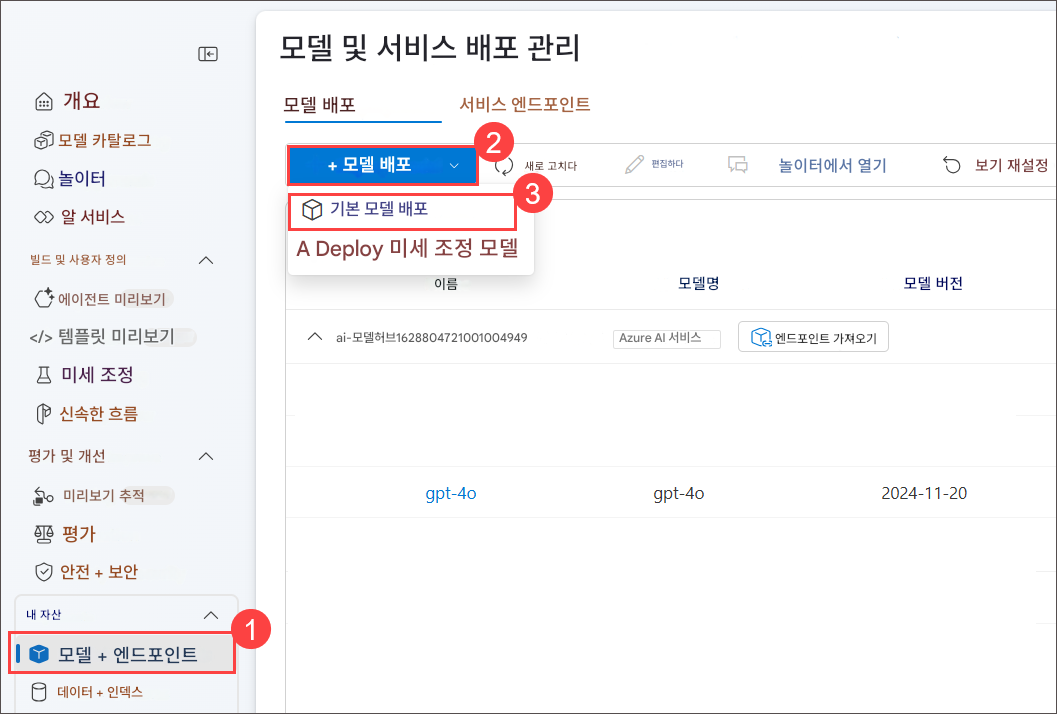 모델 및 서비스 배포 관리
개요
모델 카탈로그
놀이터
알 서비스
빌드 및 사용자 정의
에이전트 미리보기
</> 템플릿 미리보기
미세 조정
신속한 흐름
평가 및 개선
미리보기 추적
평가
안전 + 보안
내 자산
1
모델 + 엔드포인트
데이터 + 인덱스
모델 배포
서비스 엔드포인트
+ 모델 배포
2
새로 고치다
편집하다
놀이터에서 열기
보기 재설정
3
기본 모델 배포
A Deploy 미세 조정 모델
이름
모델명
모델 버전
ai-모델허브1628804721001004949
Azure AI 서비스
엔드포인트 가져오기
gpt-4o
gpt-4o
2024-11-20